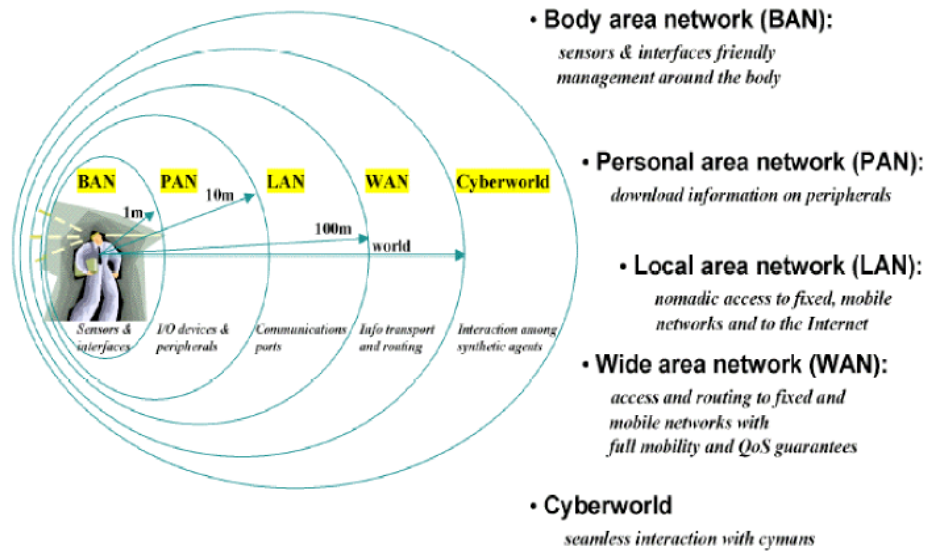 BAN
PAN
LAN
WAN
Cyberworld
1m
10m
100m
world
Sensors &
interfaces
I/O devices &
peripherals
Communications
ports
Info transport
and routing
Interaction among
synthetic agents
• Body area network (BAN):
sensors & interfaces friendly
management around the body
• Personal area network (PAN):
download information on peripherals
• Local area network (LAN):
nomadic access to fixed, mobile
networks and to the Internet
• Wide area network (WAN):
access and routing to fixed and
mobile networks with
full mobility and QoS guarantees
• Cyberworld
seamless interaction with cymans